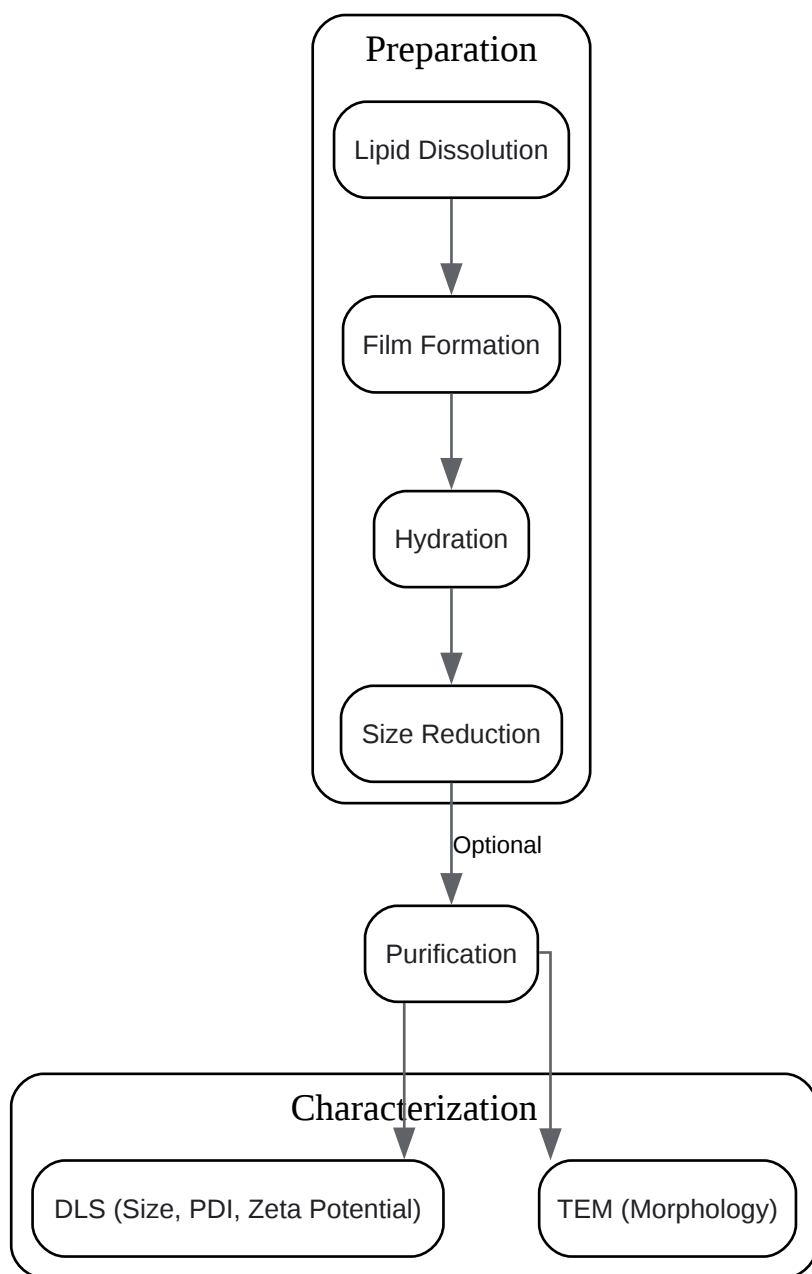 Preparation
Lipid Dissolution
Film Formation
Hydration
Size Reduction
Optional
Purification
Characterization
DLS (Size, PDI, Zeta Potential)
TEM (Morphology)